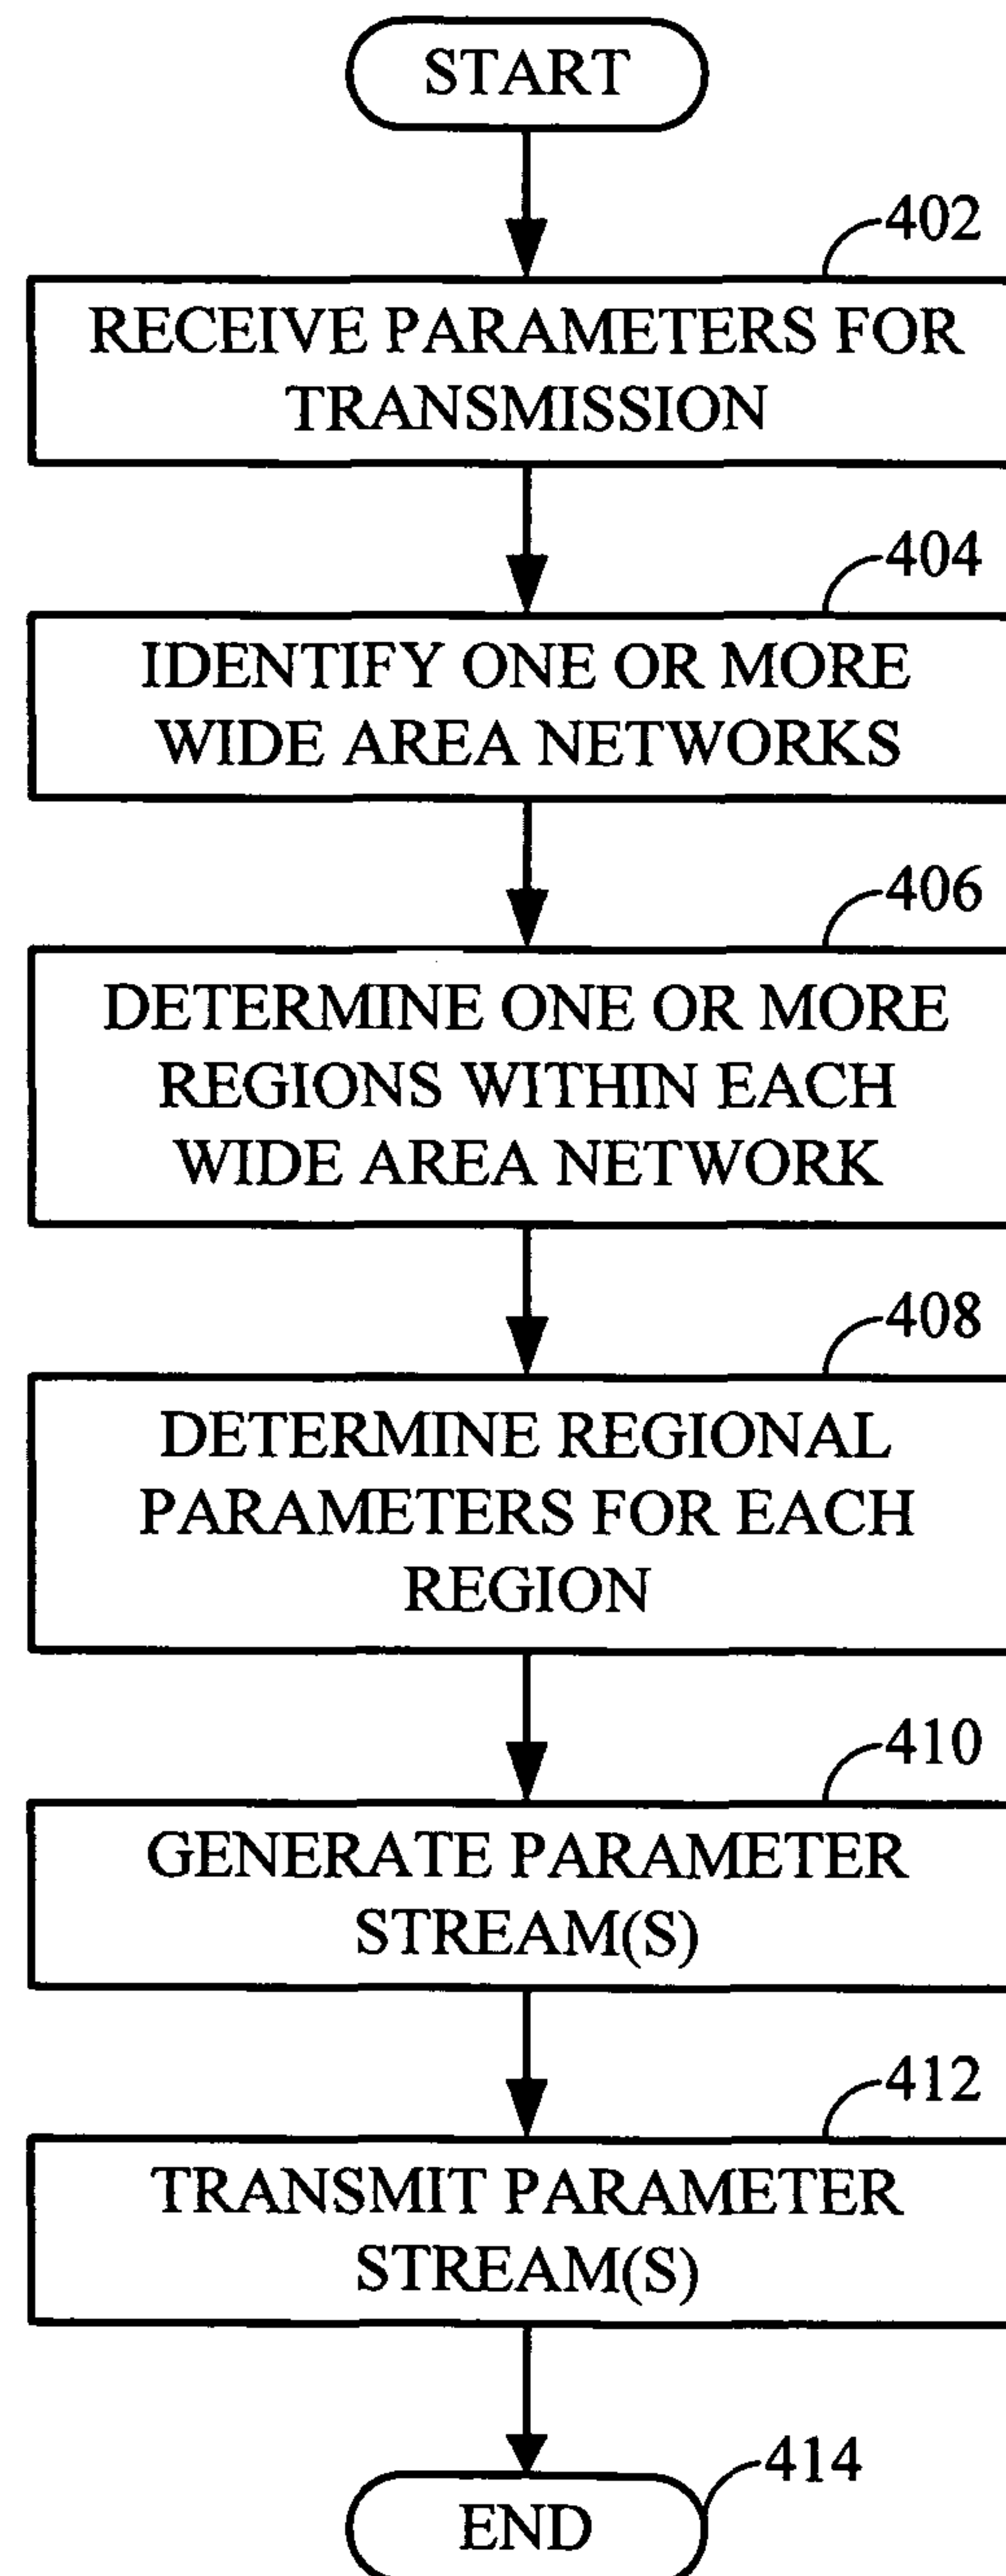 START
402
RECEIVE PARAMETERS FOR
TRANSMISSION
404
IDENTIFY ONE OR MORE
WIDE AREA NETWORKS
406
DETERMINE ONE OR MORE
REGIONS WITHIN EACH
WIDE AREA NETWORK
408
DETERMINE REGIONAL
PARAMETERS FOR EACH
REGION
410
GENERATE PARAMETER
STREAM(S)
412
TRANSMIT PARAMETER
STREAM(S)
414
END